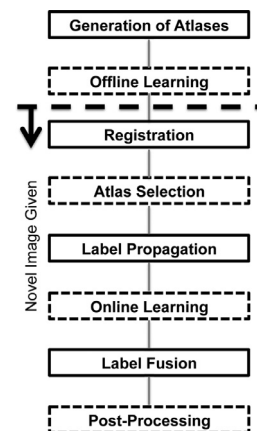 Generation of Atlases
Offline Learning
Registration
Atlas Selection
Label Propagation
Online Learning
Label Fusion
Post-Processing
Novel Image Given